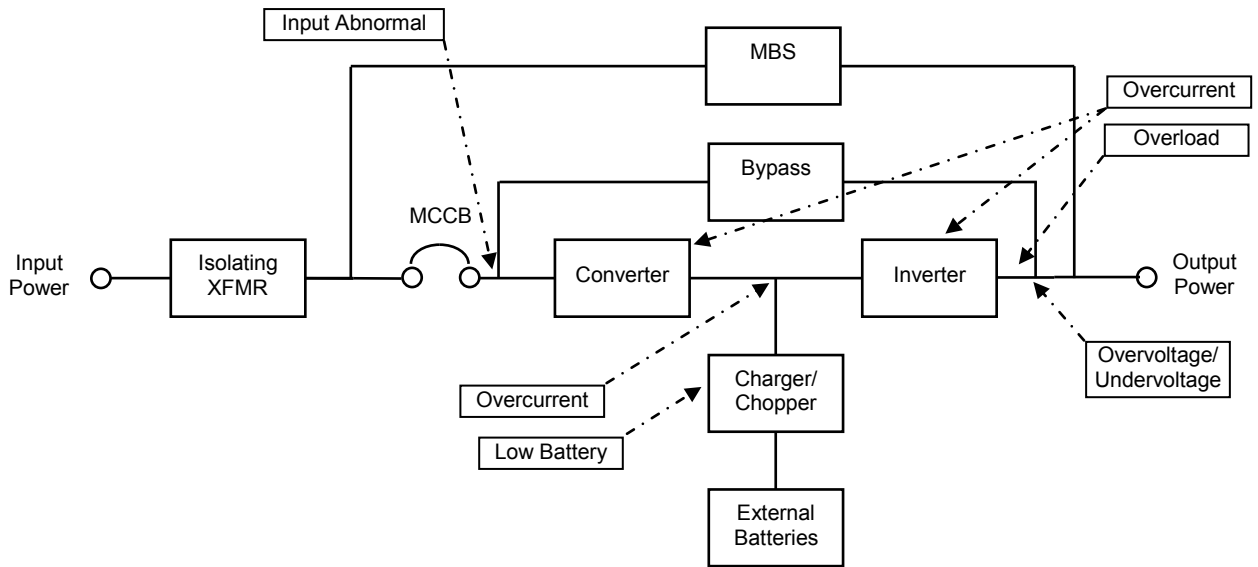 Input Abnormal
MBS
Overcurrent
Overload
Bypass
MCCB
Input
Power
Isolating
XFMR
Converter
Inverter
Output
Power
Overvoltage/
Undervoltage
Charger/
Chopper
Overcurrent
Low Battery
External
Batteries